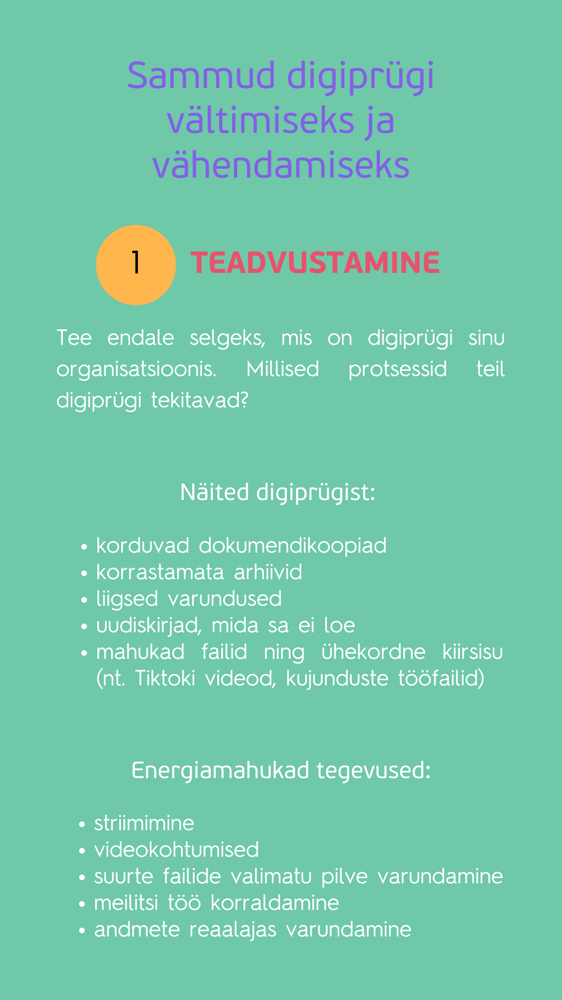 Sammud digiprügi
vältimiseks ja
vähendamiseks
1 TEADVUSTAMINE
Tee endale selgeks, mis on digiprügi sinu
organisatsioonis. Millised protsessid teil
digiprügi tekitavad?
Näited digiprügist:
• korduvad dokumendikoopiad
• korrastamata arhiivid
• liigsed varundused
• uudiskirjad, mida sa ei loe
• mahukad failid ning ühekordne kiirsisu
(nt. Tiktoki videod, kujunduste tööfailid)
Energiamahukad tegevused:
• striimimine
• videokohtumised
• suurte failide valimatu pilve varundamine
• meilitsi töö korraldamine
• andmete reaalajas varundamine